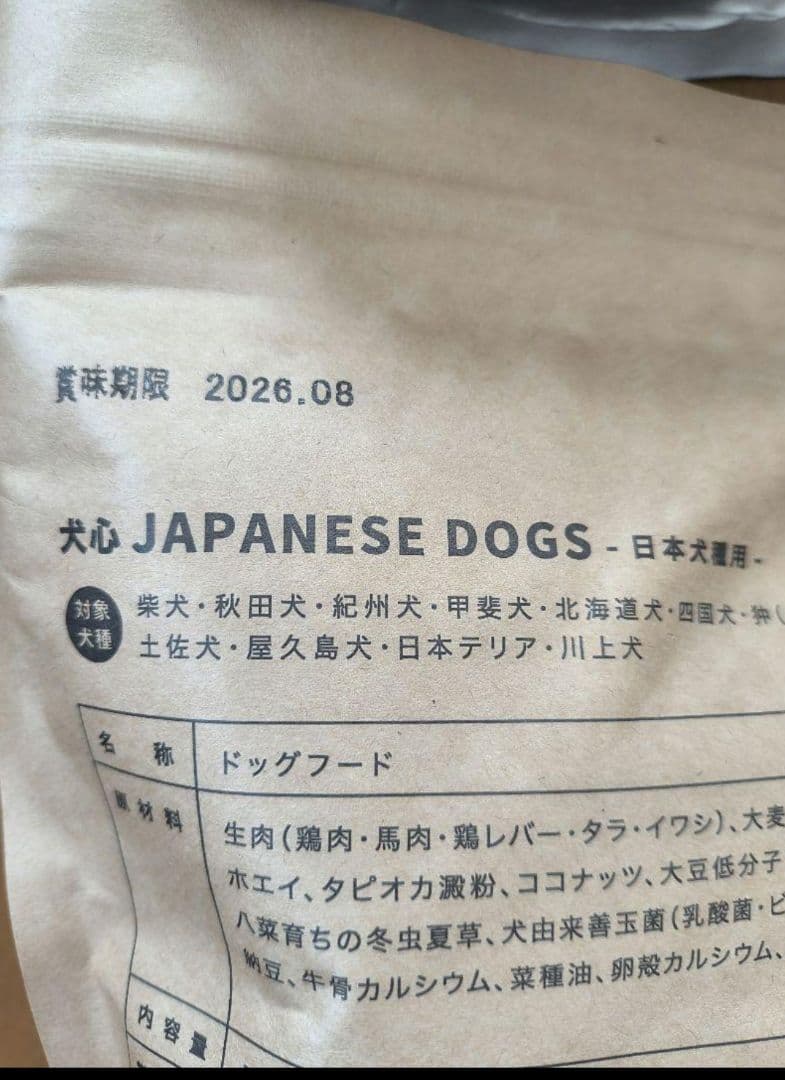 賞味期限 2026.08
犬心 JAPANESE DOGS - 日本犬種用 -
対象犬種
柴犬・秋田犬・紀州犬・甲斐犬・北海道犬・四国犬・狆(
土佐犬・屋久島犬・日本テリア・川上犬
名 称 ドッグフード
原材料 生肉(鶏肉・馬肉・鶏レバー・タラ・イワシ)、大麦
ホエイ、タピオカ澱粉、ココナッツ、大豆低分子
八菜育ちの冬虫夏草、犬由来善玉菌(乳酸菌・ビ
納豆、牛骨カルシウム、菜種油、卵殻カルシウム、
内容量